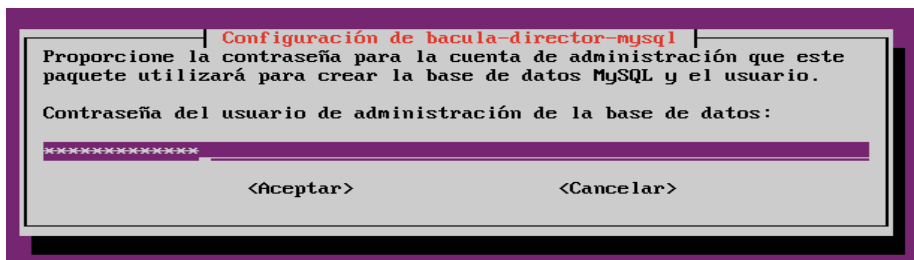 Configuración de bacula-director-mysql
Proporcione la contraseña para la cuenta de administración que este
paquete utilizará para crear la base de datos MySQL y el usuario.
Contraseña del usuario de administración de la base de datos:
*************
<Aceptar> <Cancelar>